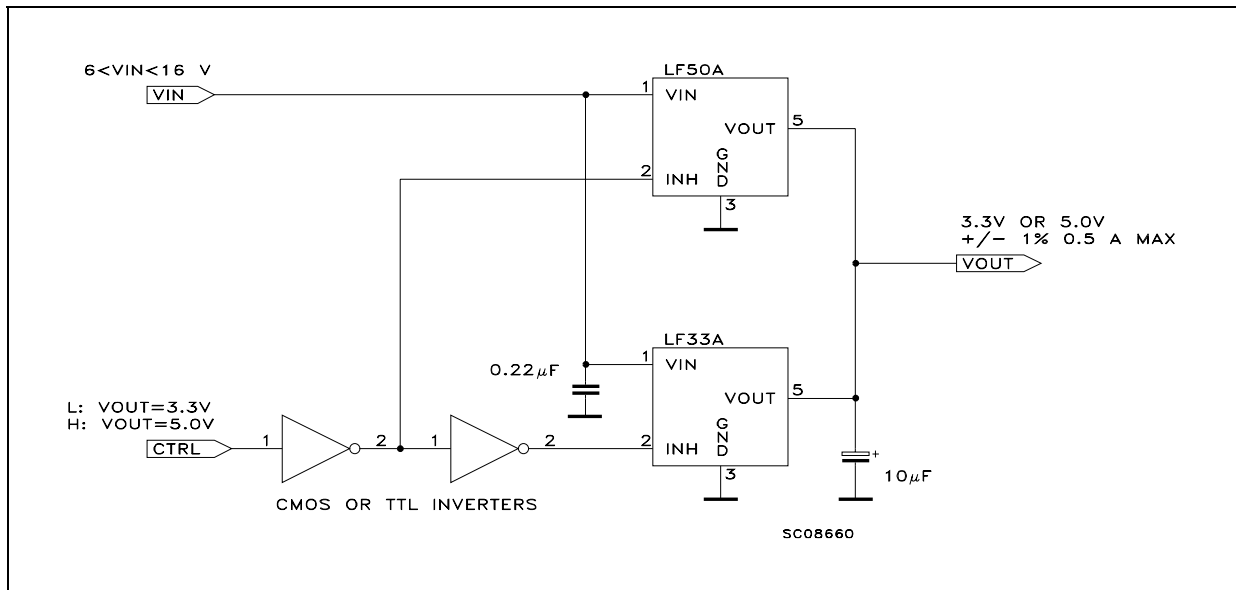 6<VIN<16 V
VIN
LF50A
1
VIN
VOUT
5
2
INH
GND
3
3.3V OR 5.0V
+/- 1% 0.5 A MAX
VOUT
LF33A
1
VIN
0.22μF
VOUT
5
L: VOUT=3.3V
H: VOUT=5.0V
CTRL
1
2
1
2
2
INH
GND
3
+
10μF
CMOS OR TTL INVERTERS
SC08660